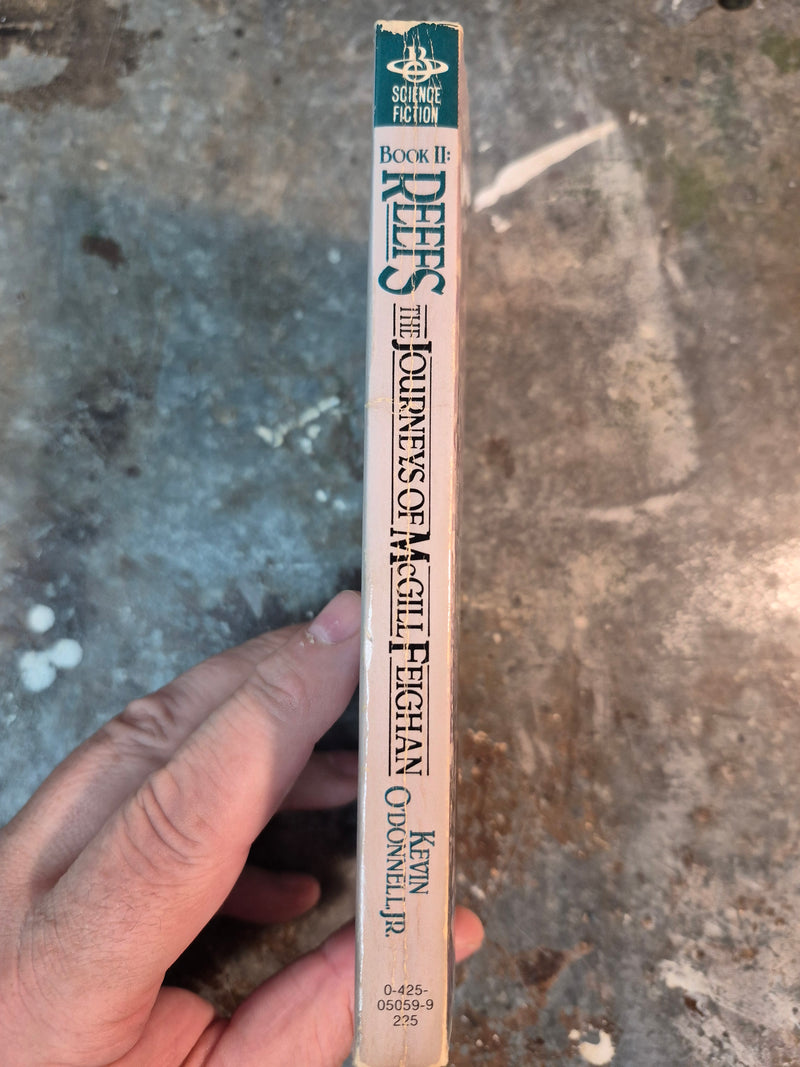 B
SCIENCE
FICTION
BOOK II:
REEFS
THE JOURNEYS OF MCGILL FEIGHAN
KEVIN
O'DONNELL, JR.
0-425-
05059-9
225